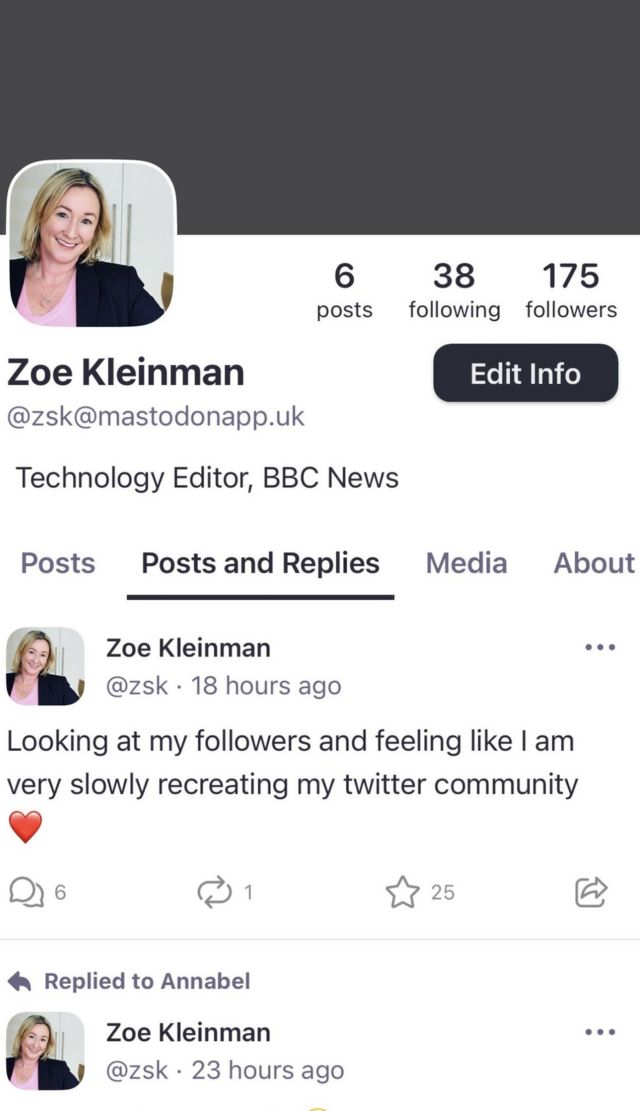 6 38 175
posts following followers
Zoe Kleinman
Edit Info
@zsk@mastodonapp.uk
Technology Editor, BBC News
Posts Posts and Replies Media About
Zoe Kleinman
@zsk · 18 hours ago
Looking at my followers and feeling like I am
very slowly recreating my twitter community
❤️
6 1 25
Replied to Annabel
Zoe Kleinman
@zsk · 23 hours ago